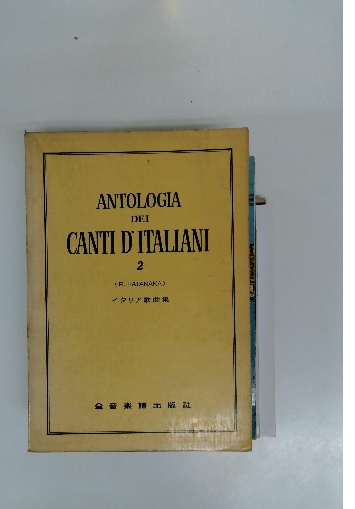 ANTOLOGIA
DEI
CANTI D'ITALIANI
2
(R. HATANAKA)
イタリア歌曲集
全音楽譜出版社